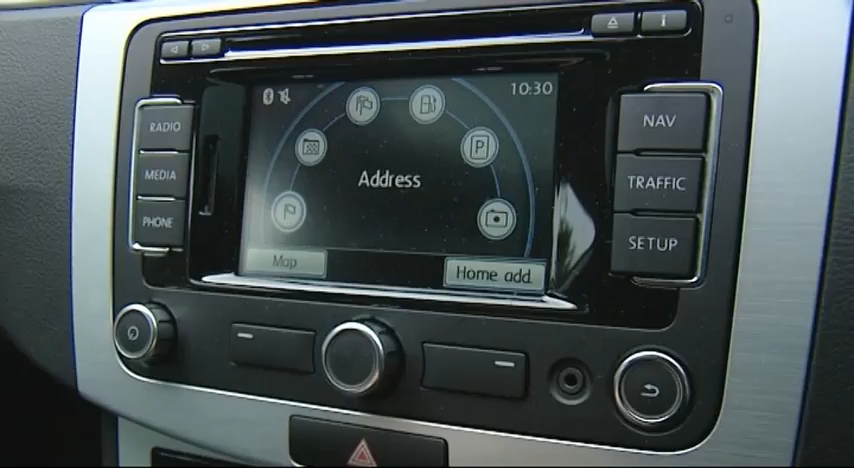 i
10:30
RADIO
MEDIA
PHONE
P
Address
Map
Home add.
NAV
TRAFFIC
SETUP